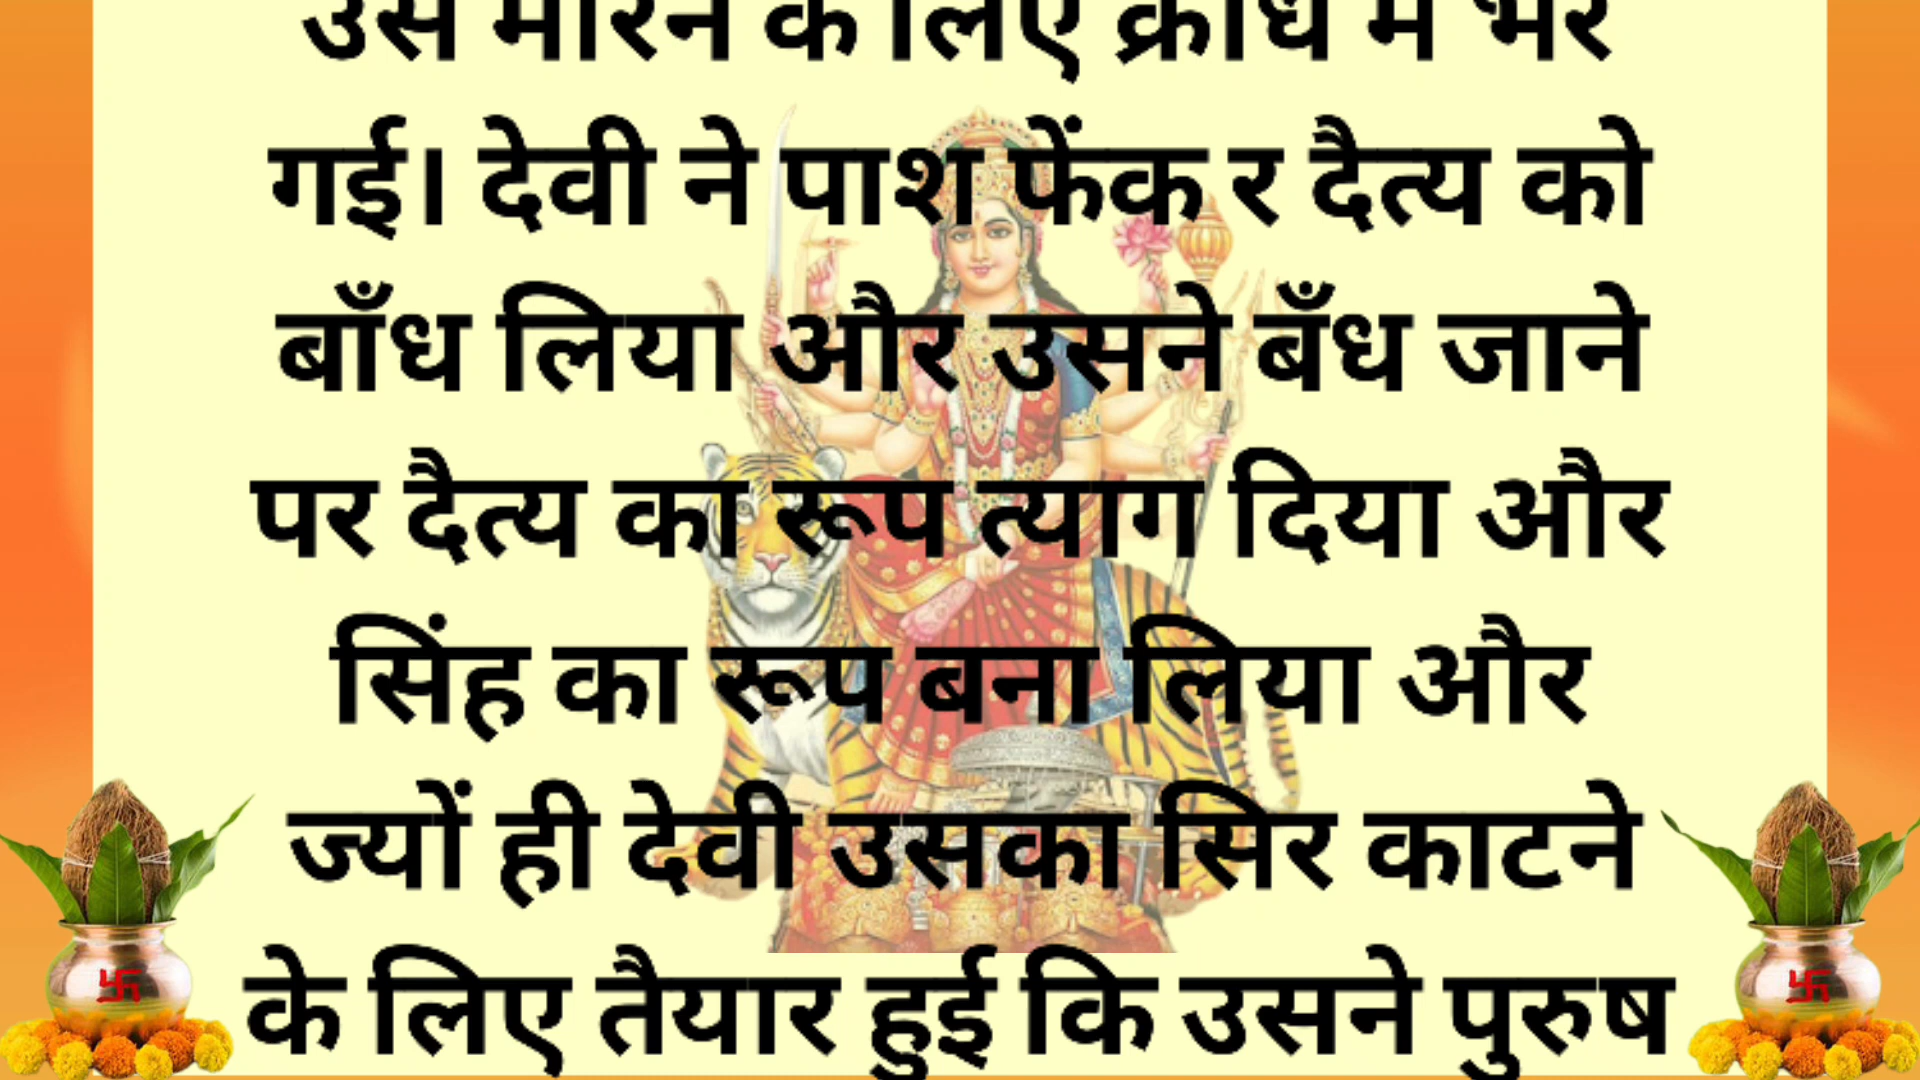 उसे मारने के लिए क्रोध में भर
गई। देवी ने पाश फेंक र दैत्य को
बाँध लिया और उसने बँध जाने
पर दैत्य का रूप त्याग दिया और
सिंह का रूप बना लिया और
ज्यों ही देवी उसका सिर काटने
के लिए तैयार हुई कि उसने पुरुष